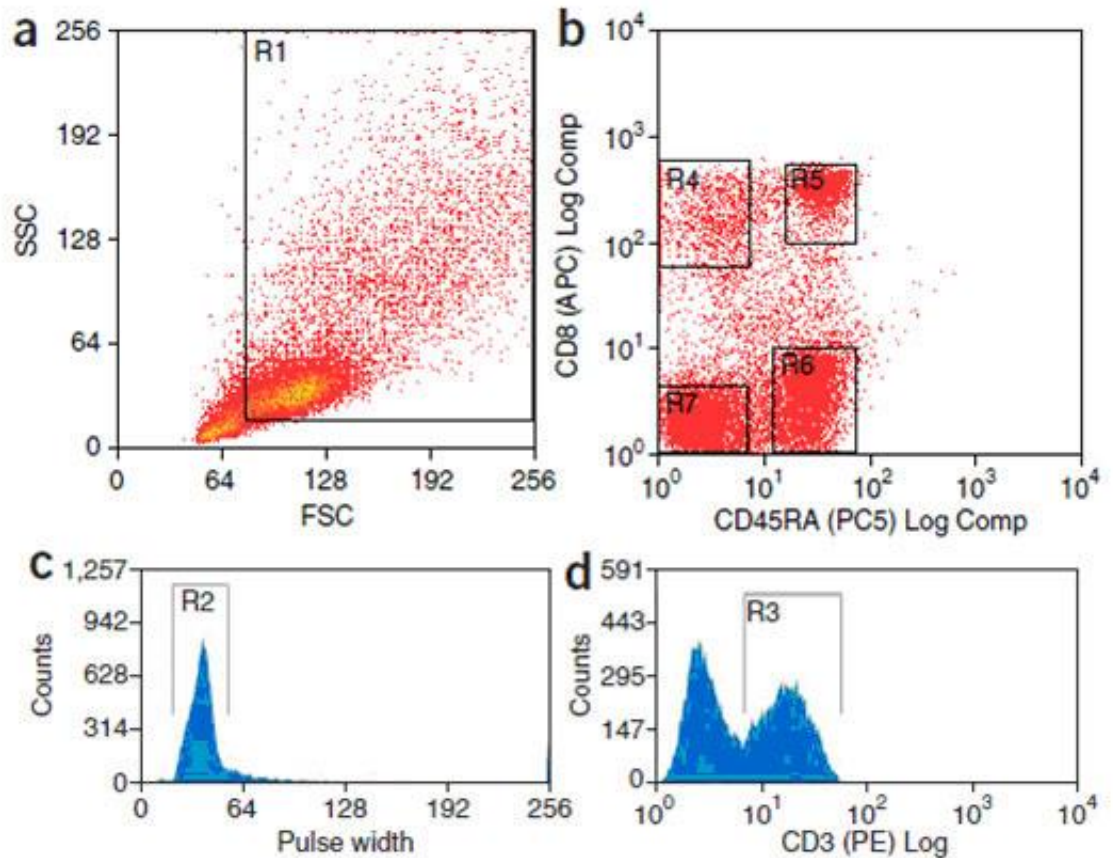 a
256
192
128
64
0
R1
SSC
0 64 128 192 256
FSC
b
10⁴
10³
10²
10¹
10⁰
R4
R5
R6
R7
CD8 (APC) Log Comp
10⁰ 10¹ 10² 10³ 10⁴
CD45RA (PC5) Log Comp
c
1,257
942
628
314
0
R2
Counts
0 64 128 192 256
Pulse width
d
591
443
295
147
0
R3
Counts
10⁰ 10¹ 10² 10³ 10⁴
CD3 (PE) Log